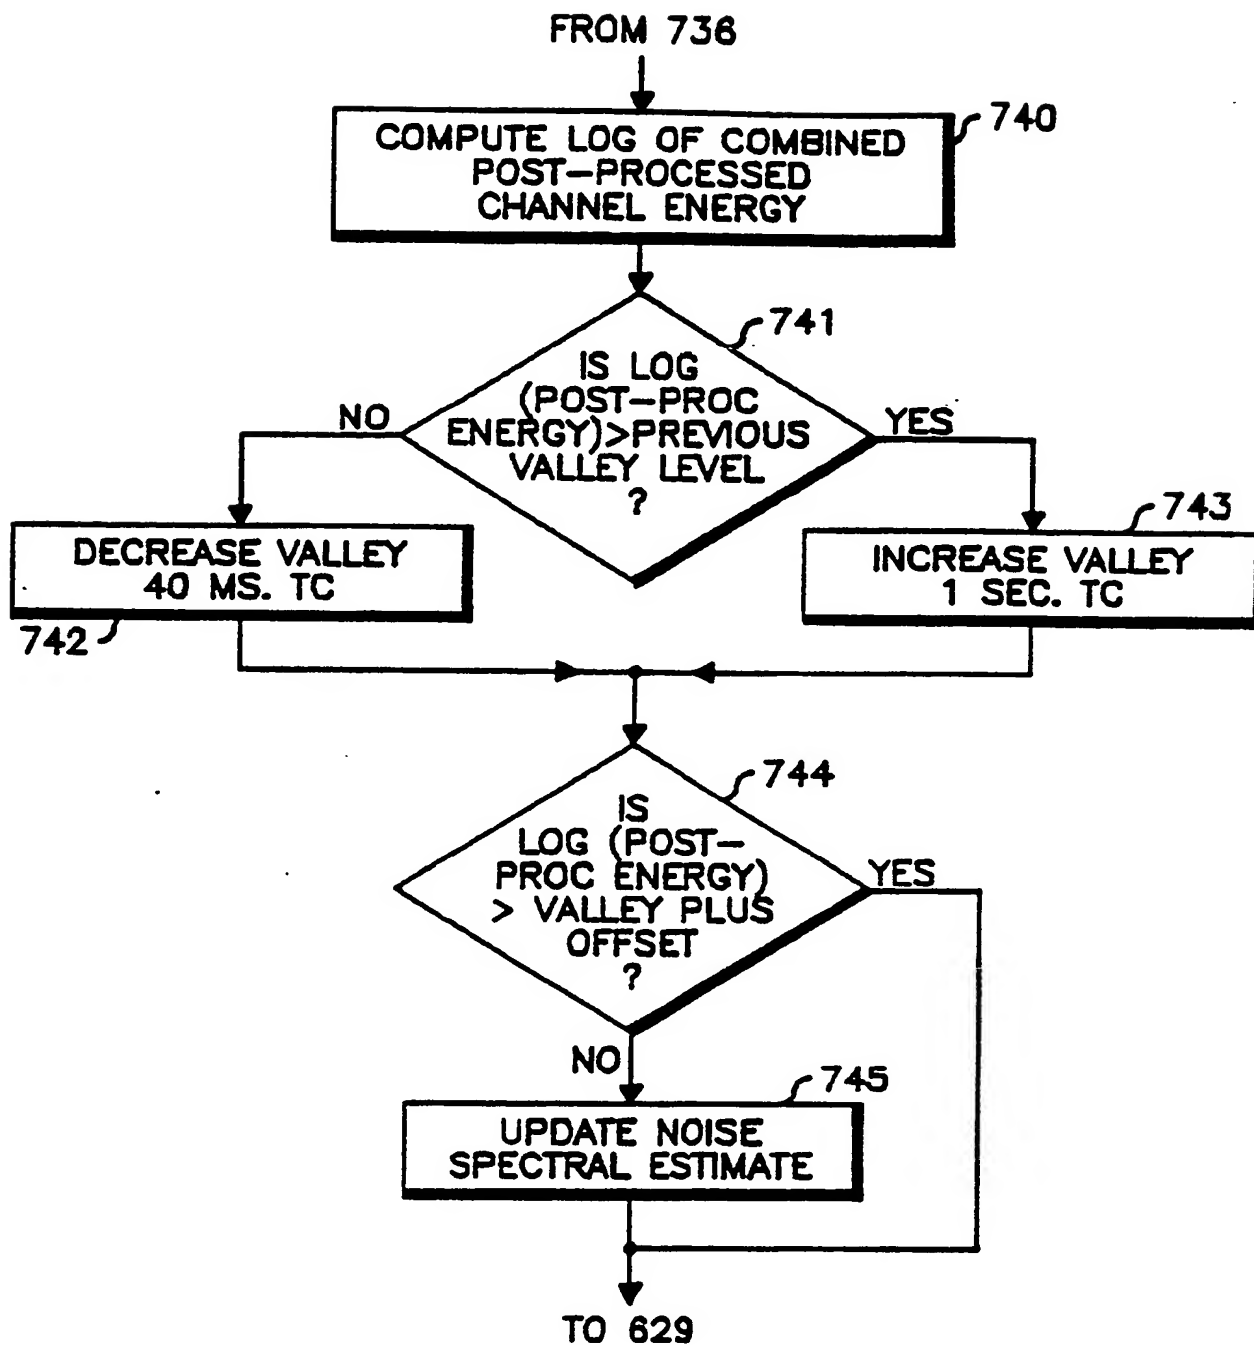 FROM 736
740
COMPUTE LOG OF COMBINED
POST-PROCESSED
CHANNEL ENERGY
741
IS LOG
(POST-PROC
ENERGY)>PREVIOUS
VALLEY LEVEL
?
NO
YES
743
DECREASE VALLEY
40 MS. TC
742
INCREASE VALLEY
1 SEC. TC
744
IS
LOG (POST-
PROC ENERGY)
> VALLEY PLUS
OFFSET
?
YES
NO
745
UPDATE NOISE
SPECTRAL ESTIMATE
TO 629